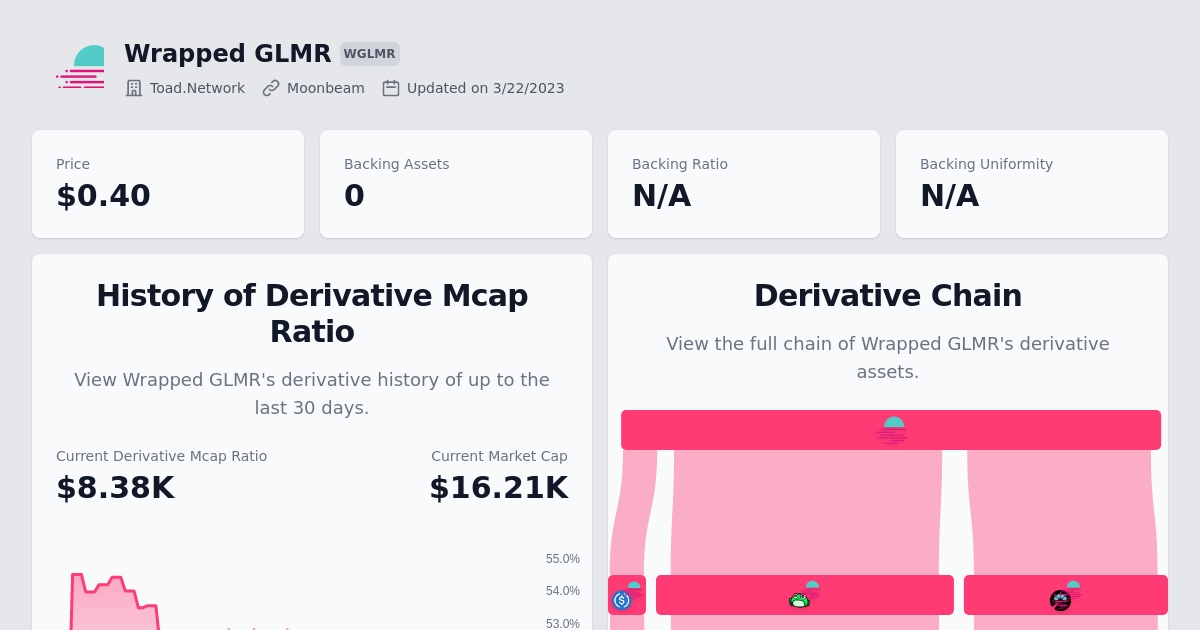 Wrapped GLMR WGLMR
Toad.Network Moonbeam Updated on 3/22/2023
Price
$0.40
Backing Assets
0
Backing Ratio
N/A
Backing Uniformity
N/A
History of Derivative Mcap
Ratio
View Wrapped GLMR's derivative history of up to the
last 30 days.
Current Derivative Mcap Ratio
$8.38K
Current Market Cap
$16.21K
55.0%
54.0%
53.0%
Derivative Chain
View the full chain of Wrapped GLMR's derivative
assets.